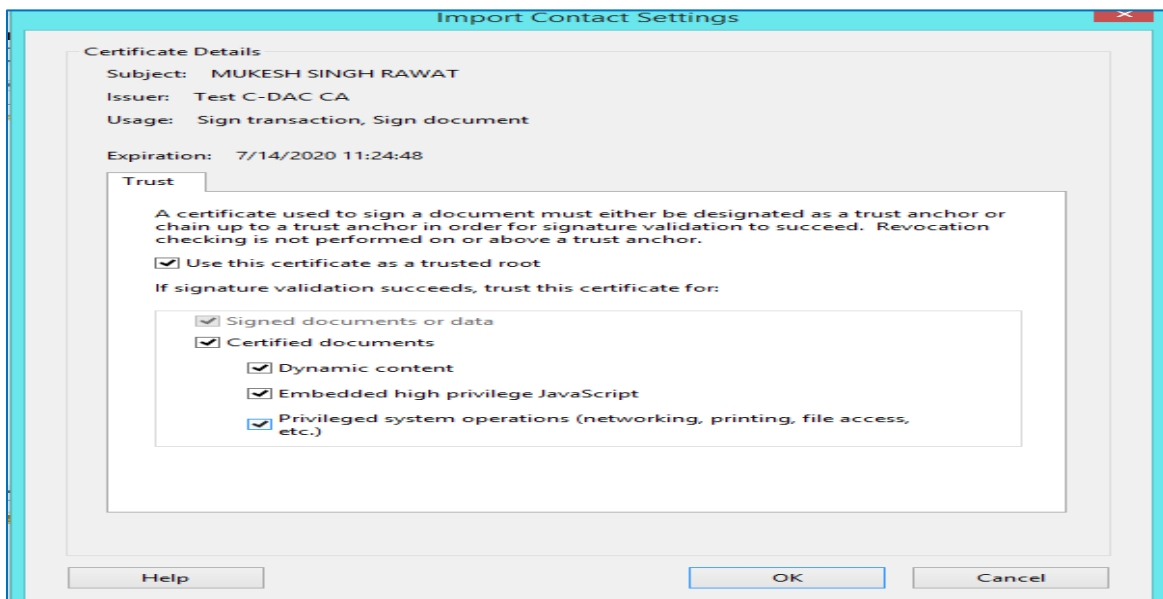 Import Contact Settings
Certificate Details
Subject: MUKESH SINGH RAWAT
Issuer: Test C-DAC CA
Usage: Sign transaction, Sign document
Expiration: 7/14/2020 11:24:48
Trust
A certificate used to sign a document must either be designated as a trust anchor or
chain up to a trust anchor in order for signature validation to succeed. Revocation
checking is not performed on or above a trust anchor.
Use this certificate as a trusted root
If signature validation succeeds, trust this certificate for:
Signed documents or data
Certified documents
Dynamic content
Embedded high privilege JavaScript
Privileged system operations (networking, printing, file access,
etc.)
Help OK Cancel